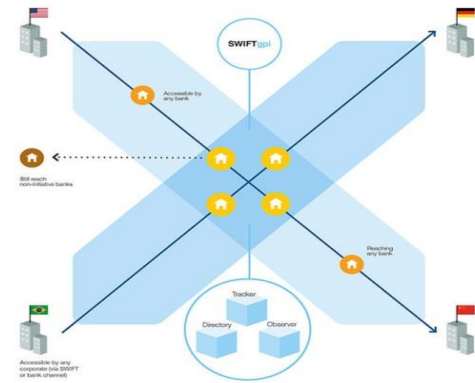 SWIFTgpi
Accessible by
any bank
Still reach
non-initiative banks
Reaching
any bank
Tracker
Directory
Observer
Accessible by any
corporate (via SWIFT
or bank channel)